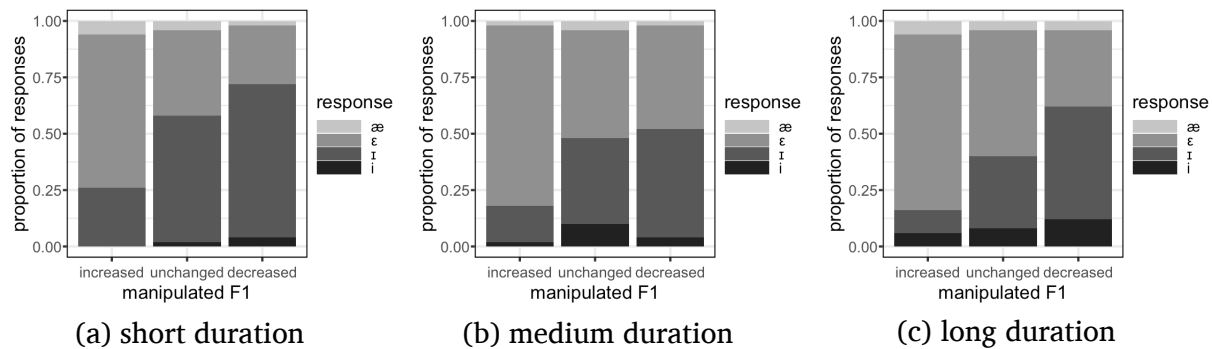 proportion of responses
1.00
0.75
0.50
0.25
0.00
increased unchanged decreased
manipulated F1
response
æ
ɛ
ɪ
i
(a) short duration
proportion of responses
1.00
0.75
0.50
0.25
0.00
increased unchanged decreased
manipulated F1
response
æ
ɛ
ɪ
i
(b) medium duration
proportion of responses
1.00
0.75
0.50
0.25
0.00
increased unchanged decreased
manipulated F1
response
æ
ɛ
ɪ
i
(c) long duration